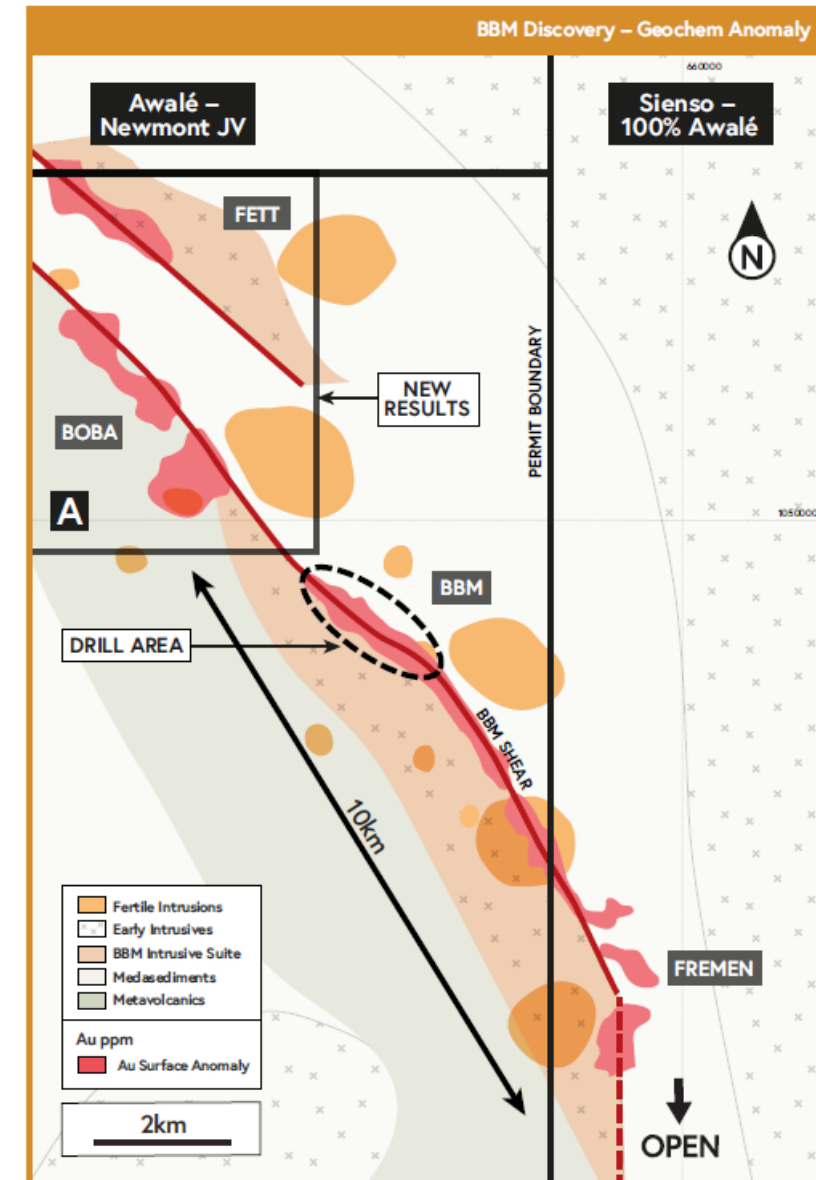 BBM Discovery – Geochem Anomaly
660000
Awalé –
Newmont JV
Sienso –
100% Awalé
FETT
N
PERMIT BOUNDARY
NEW
RESULTS
BOBA
A
1050000
BBM
DRILL AREA
BBM SHEAR
10km
Fertile Intrusions
Early Intrusives
BBM Intrusive Suite
Medasediments
Metavolcanics
Au ppm
Au Surface Anomaly
FREMEN
2km
OPEN